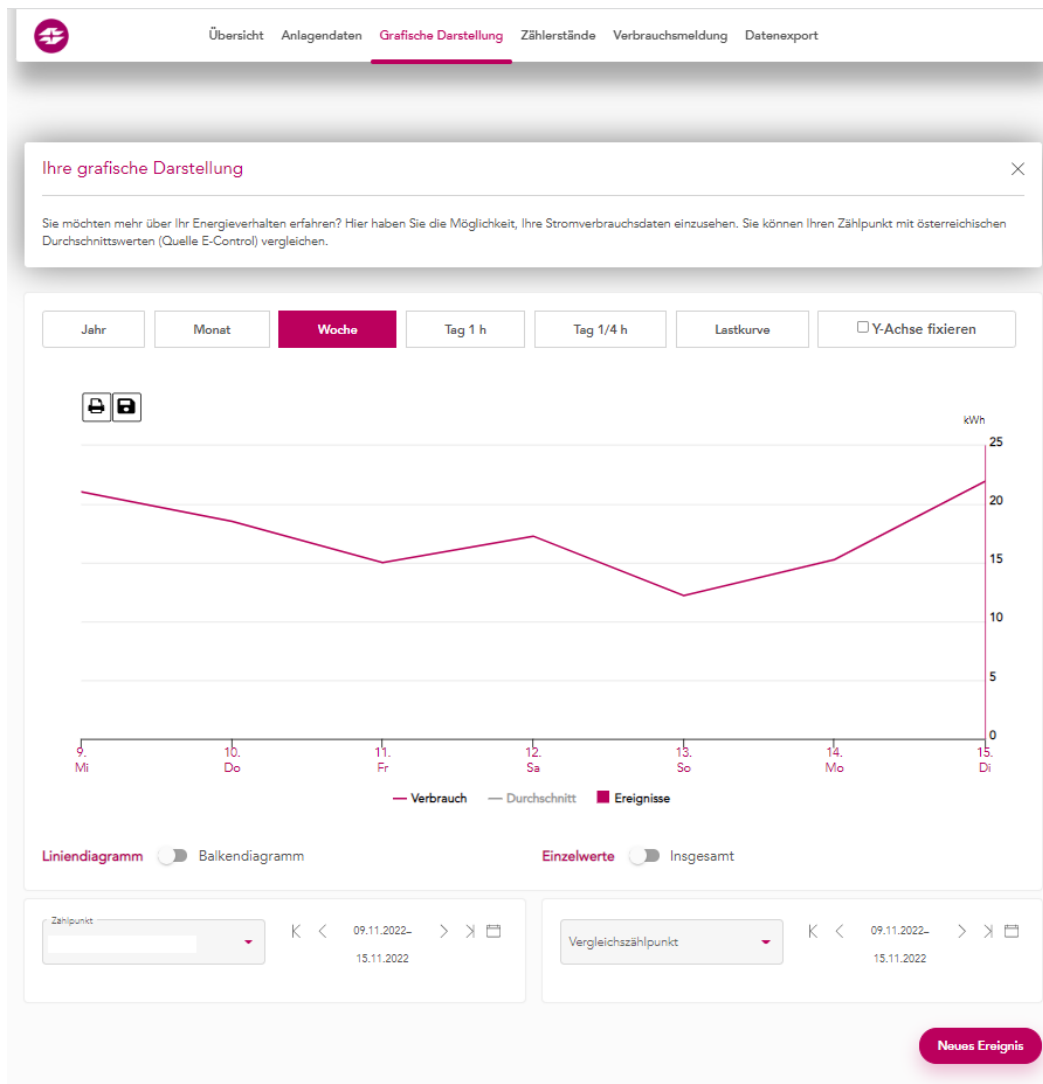 Übersicht Anlagendaten Grafische Darstellung Zählerstände Verbrauchsmeldung Datenexport
Ihre grafische Darstellung
Sie möchten mehr über Ihr Energieverhalten erfahren? Hier haben Sie die Möglichkeit, Ihre Stromverbrauchsdaten einzusehen. Sie können Ihren Zählpunkt mit österreichischen
Durchschnittswerten (Quelle E-Control) vergleichen.
Jahr Monat Woche Tag 1 h Tag 1/4 h Lastkurve Y-Achse fixieren
kWh
25
20
15
10
5
0
9. 10. 11. 12. 13. 14. 15.
Mi Do Fr Sa So Mo Di
Verbrauch Durchschnitt Ereignisse
Liniendiagramm Balkendiagramm Einzelwerte Insgesamt
Zählpunkt
09.11.2022–
15.11.2022
Vergleichszählpunkt
09.11.2022–
15.11.2022
Neues Ereignis